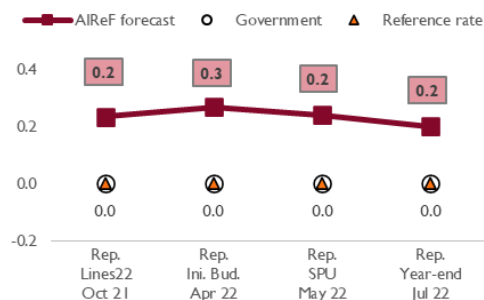 AIReF forecast Government Reference rate
0.4
0.2 0.3 0.2 0.2
0.2
0.0
0.0 0.0 0.0 0.0
-0.2
Rep. Rep. Rep. Rep.
Lines22 Ini. Bud. SPU Year-end
Oct 21 Apr 22 May 22 Jul 22